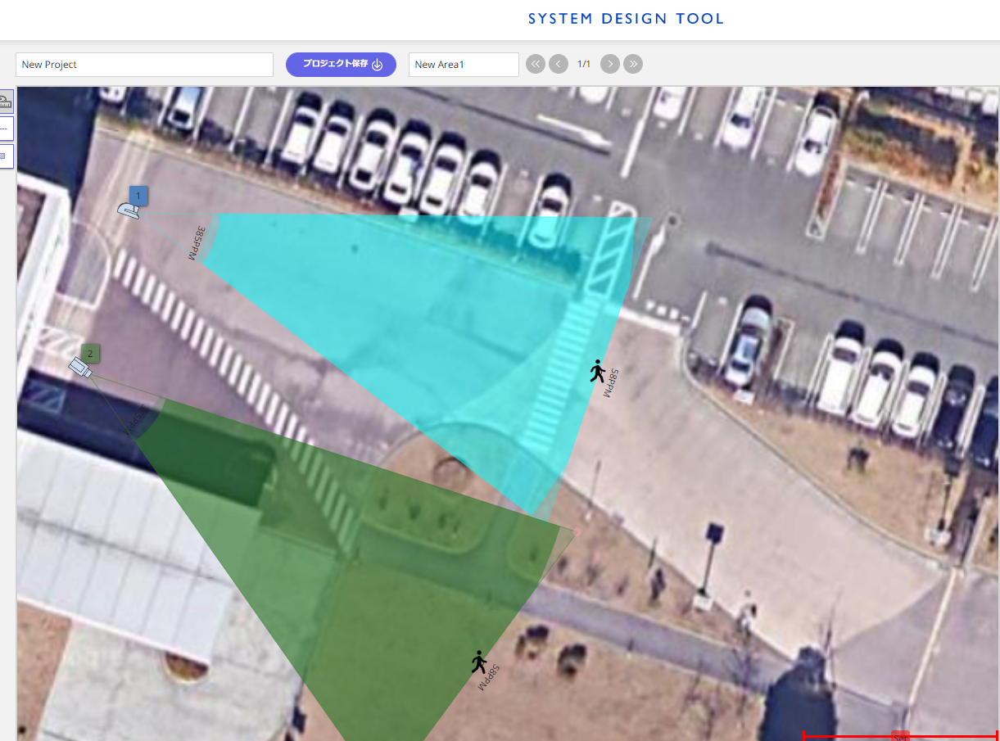 SYSTEM DESIGN TOOL
New Project
プロジェクト保存
New Area1
1/1
1
385PPM
2
58PPM
58PPM
Set